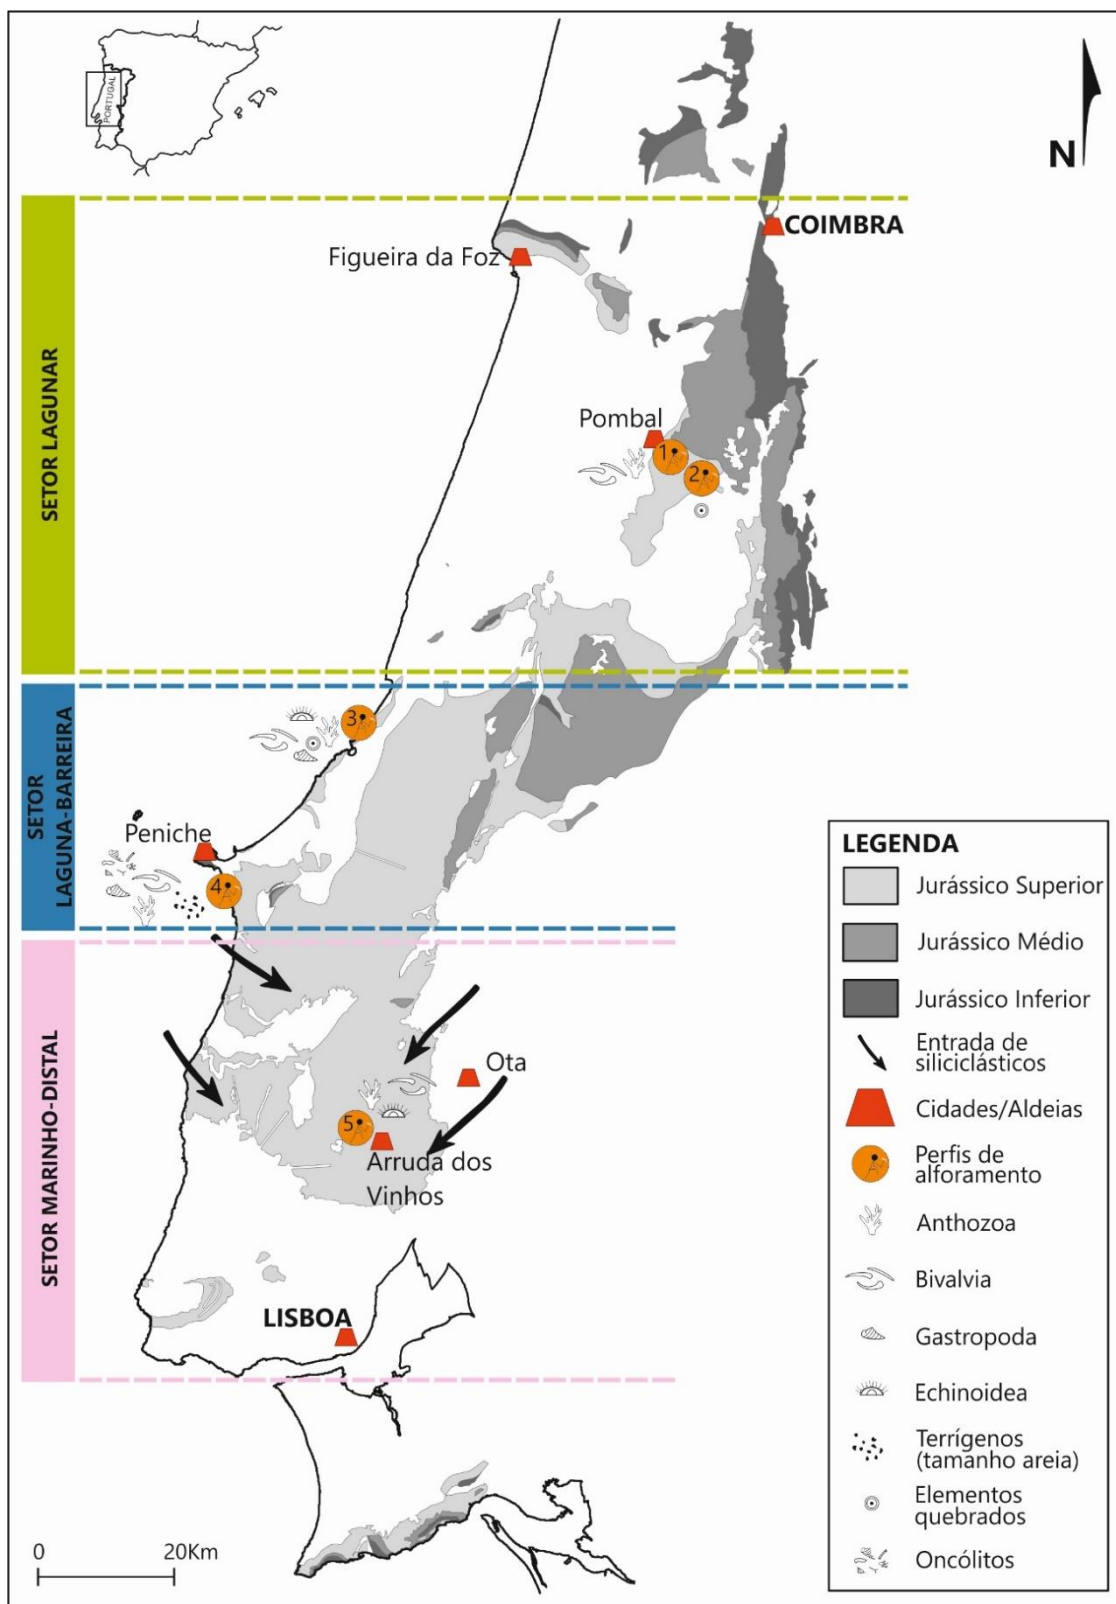 PORTUGAL
N
SETOR LAGUNAR
COIMBRA
Figueira da Foz
Pombal
1
2
SETOR
LAGUNA-BARREIRA
3
Peniche
4
SETOR MARINHO-DISTAL
Ota
5
Arruda dos
Vinhos
LISBOA
0 20Km
LEGENDA
Jurássico Superior
Jurássico Médio
Jurássico Inferior
Entrada de
siliciclásticos
Cidades/Aldeias
Perfis de
alforamento
Anthozoa
Bivalvia
Gastropoda
Echinoidea
Terrígenos
(tamanho areia)
Elementos
quebrados
Oncólitos